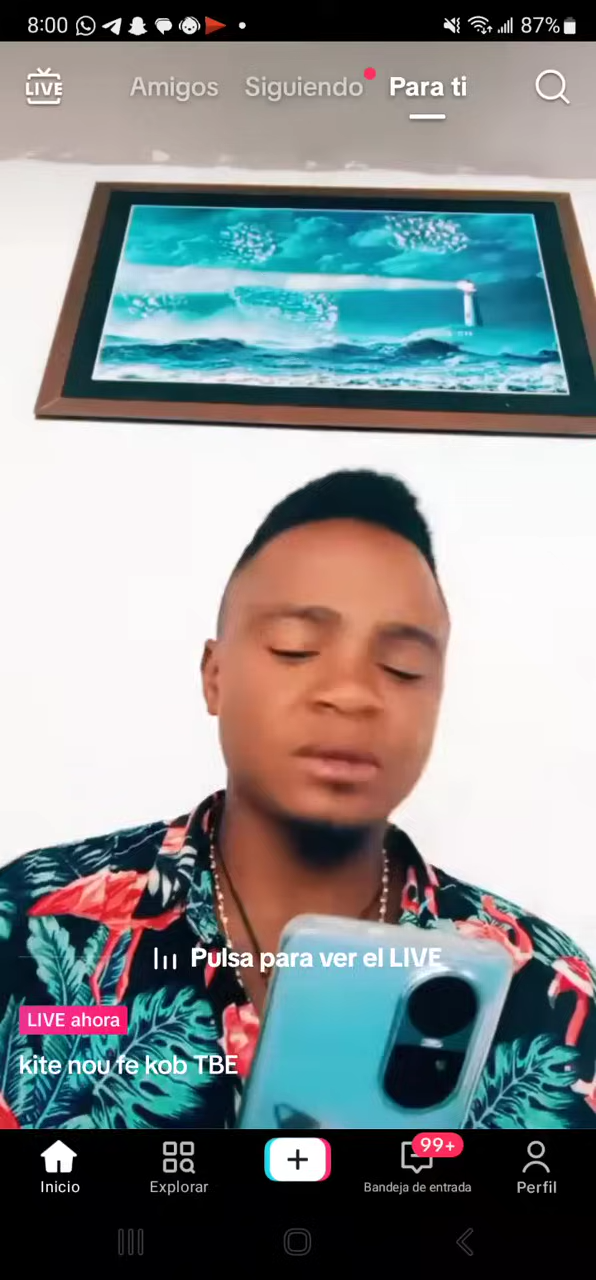 8:00
87%
LIVE
Amigos
Siguiendo
Para ti
Pulsa para ver el LIVE
LIVE ahora
kite nou fe kob TBE
99+
Inicio
Explorar
Bandeja de entrada
Perfil